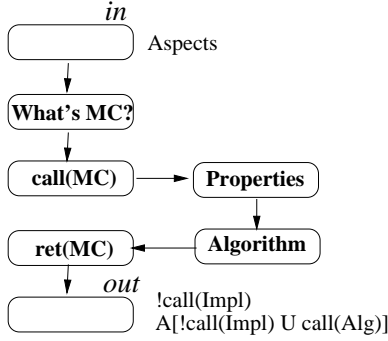 in
Aspects
What's MC?
call(MC)
Properties
Algorithm
ret(MC)
out
!call(Impl)
A[!call(Impl) U call(Alg)]